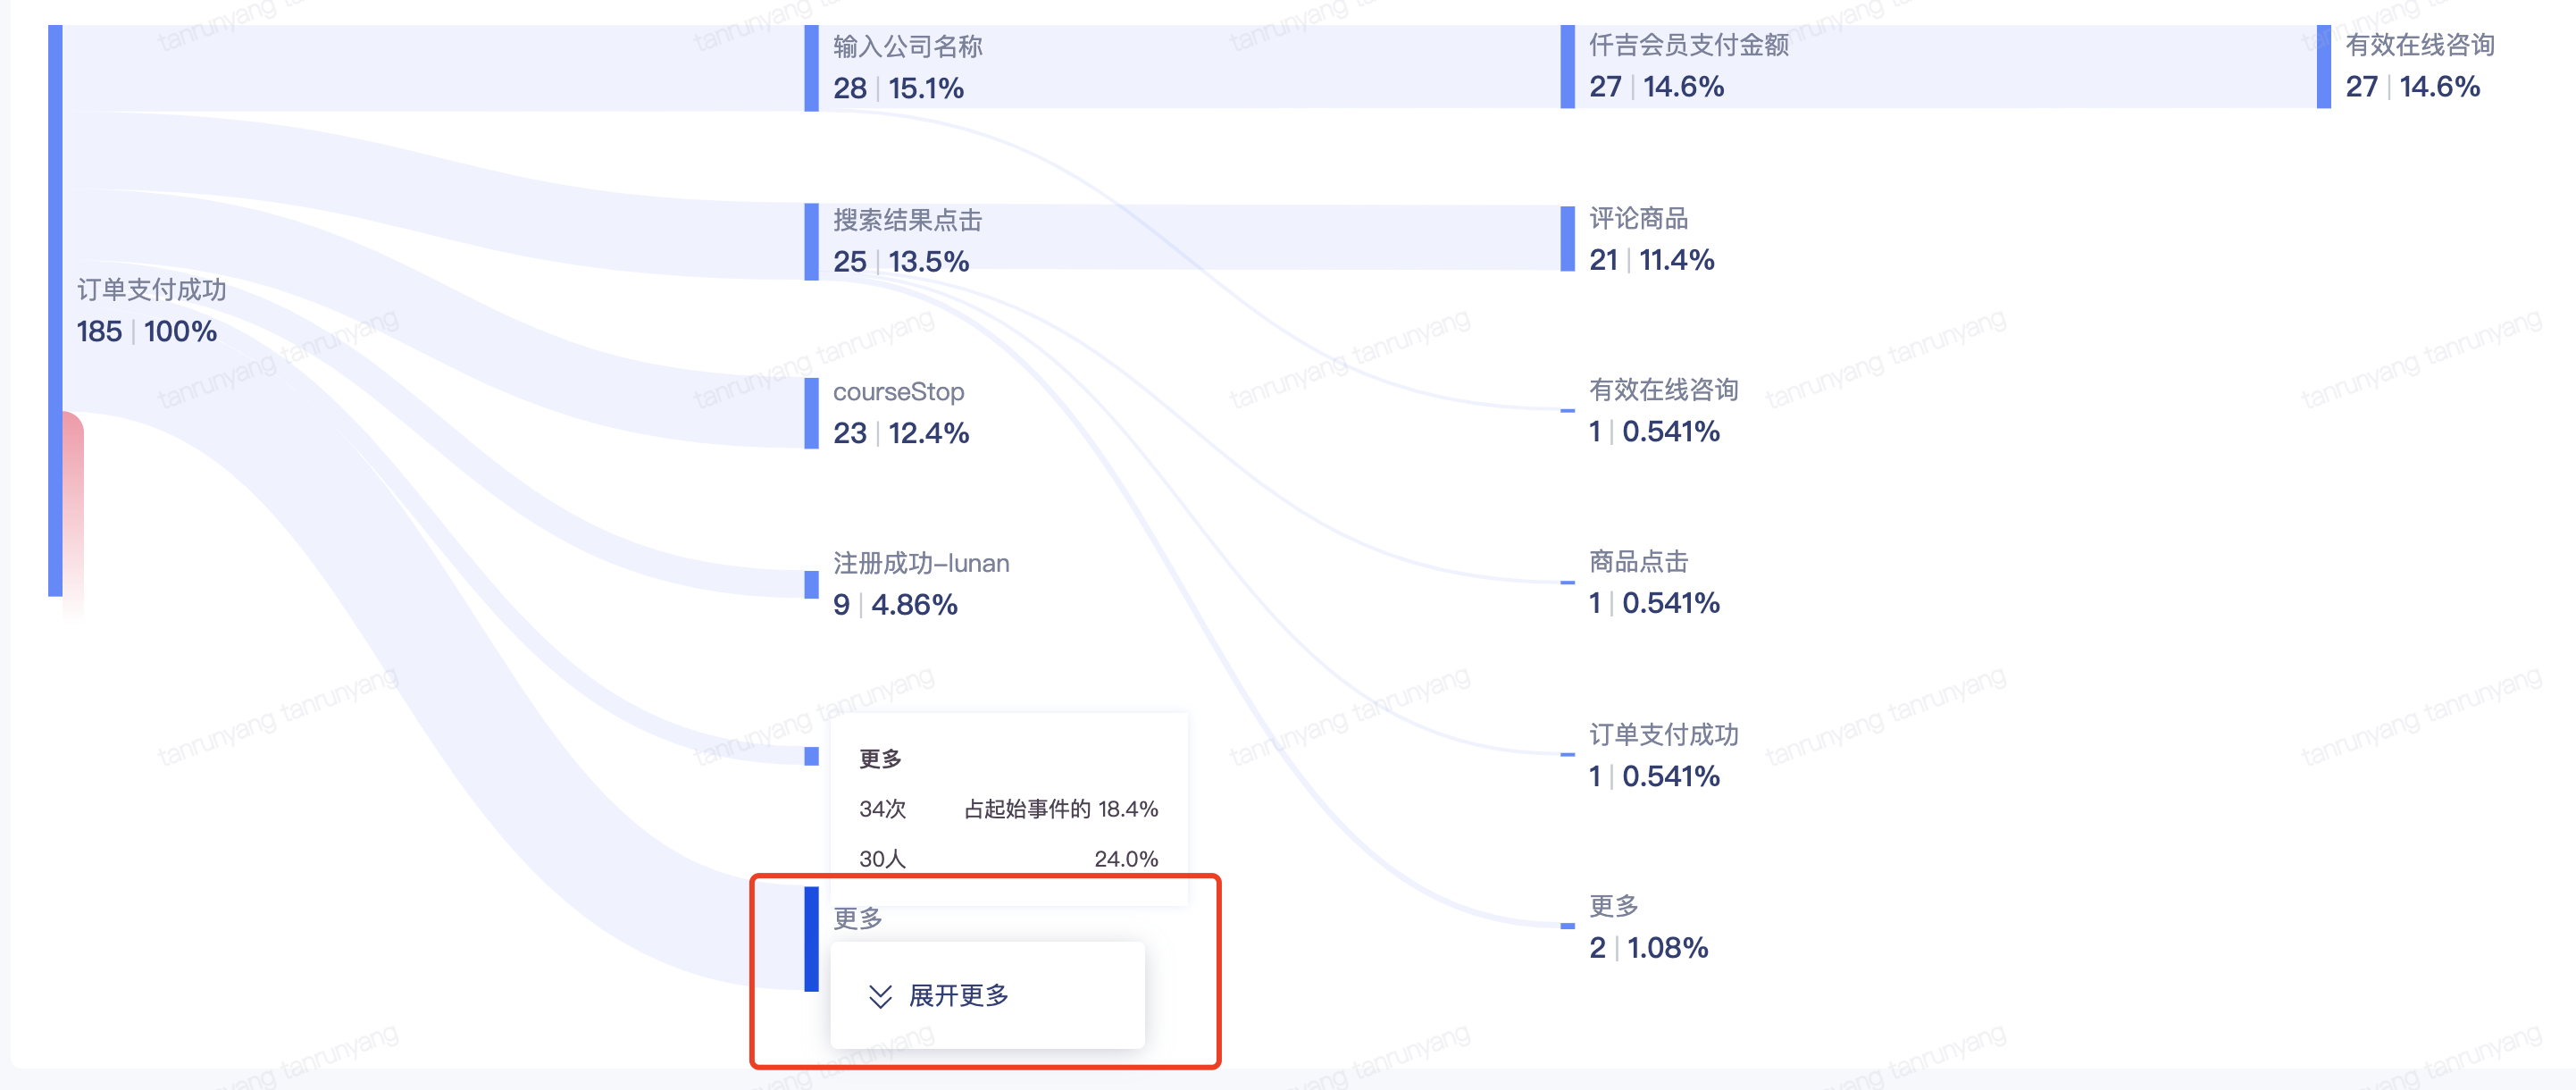 订单支付成功
185 | 100%
输入公司名称
28 | 15.1%
搜索结果点击
25 | 13.5%
courseStop
23 | 12.4%
注册成功-lunan
9 | 4.86%
更多
34次 占起始事件的 18.4%
30人 24.0%
更多
展开更多
仟吉会员支付金额
27 | 14.6%
评论商品
21 | 11.4%
有效在线咨询
1 | 0.541%
商品点击
1 | 0.541%
订单支付成功
1 | 0.541%
更多
2 | 1.08%
有效在线咨询
27 | 14.6%
tanrunyang tanrunyang